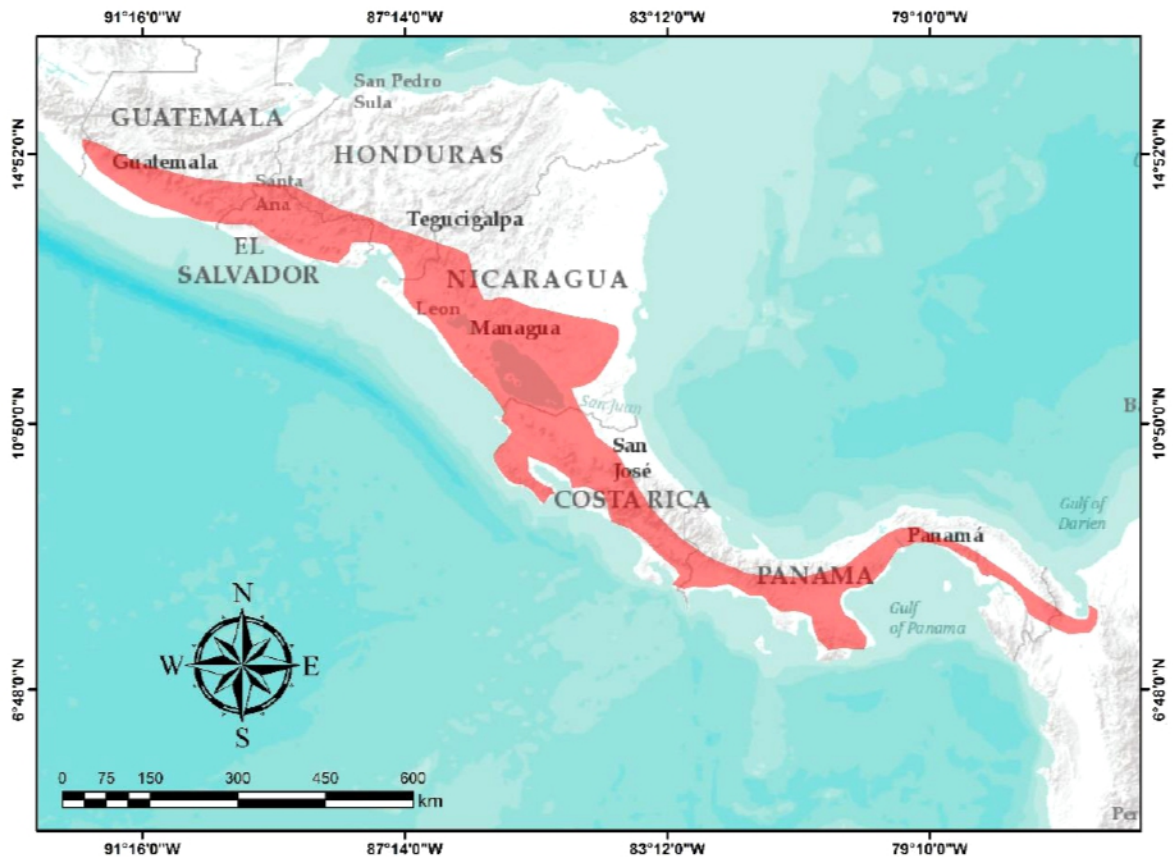 91°16'0"W 87°14'0"W 83°12'0"W 79°10'0"W
San Pedro
Sula
GUATEMALA
14°52'0"N
14°52'0"N
HONDURAS
Guatemala
Santa
Ana
Tegucigalpa
EL
SALVADOR
NICARAGUA
Leon
Managua
San Juan
10°50'0"N
10°50'0"N
San
José
COSTA RICA
Gulf of
Darien
Panamá
PANAMA
Gulf
of Panama
N
W E
S
6°48'0"N
6°48'0"N
0 75 150 300 450 600
km
91°16'0"W 87°14'0"W 83°12'0"W 79°10'0"W